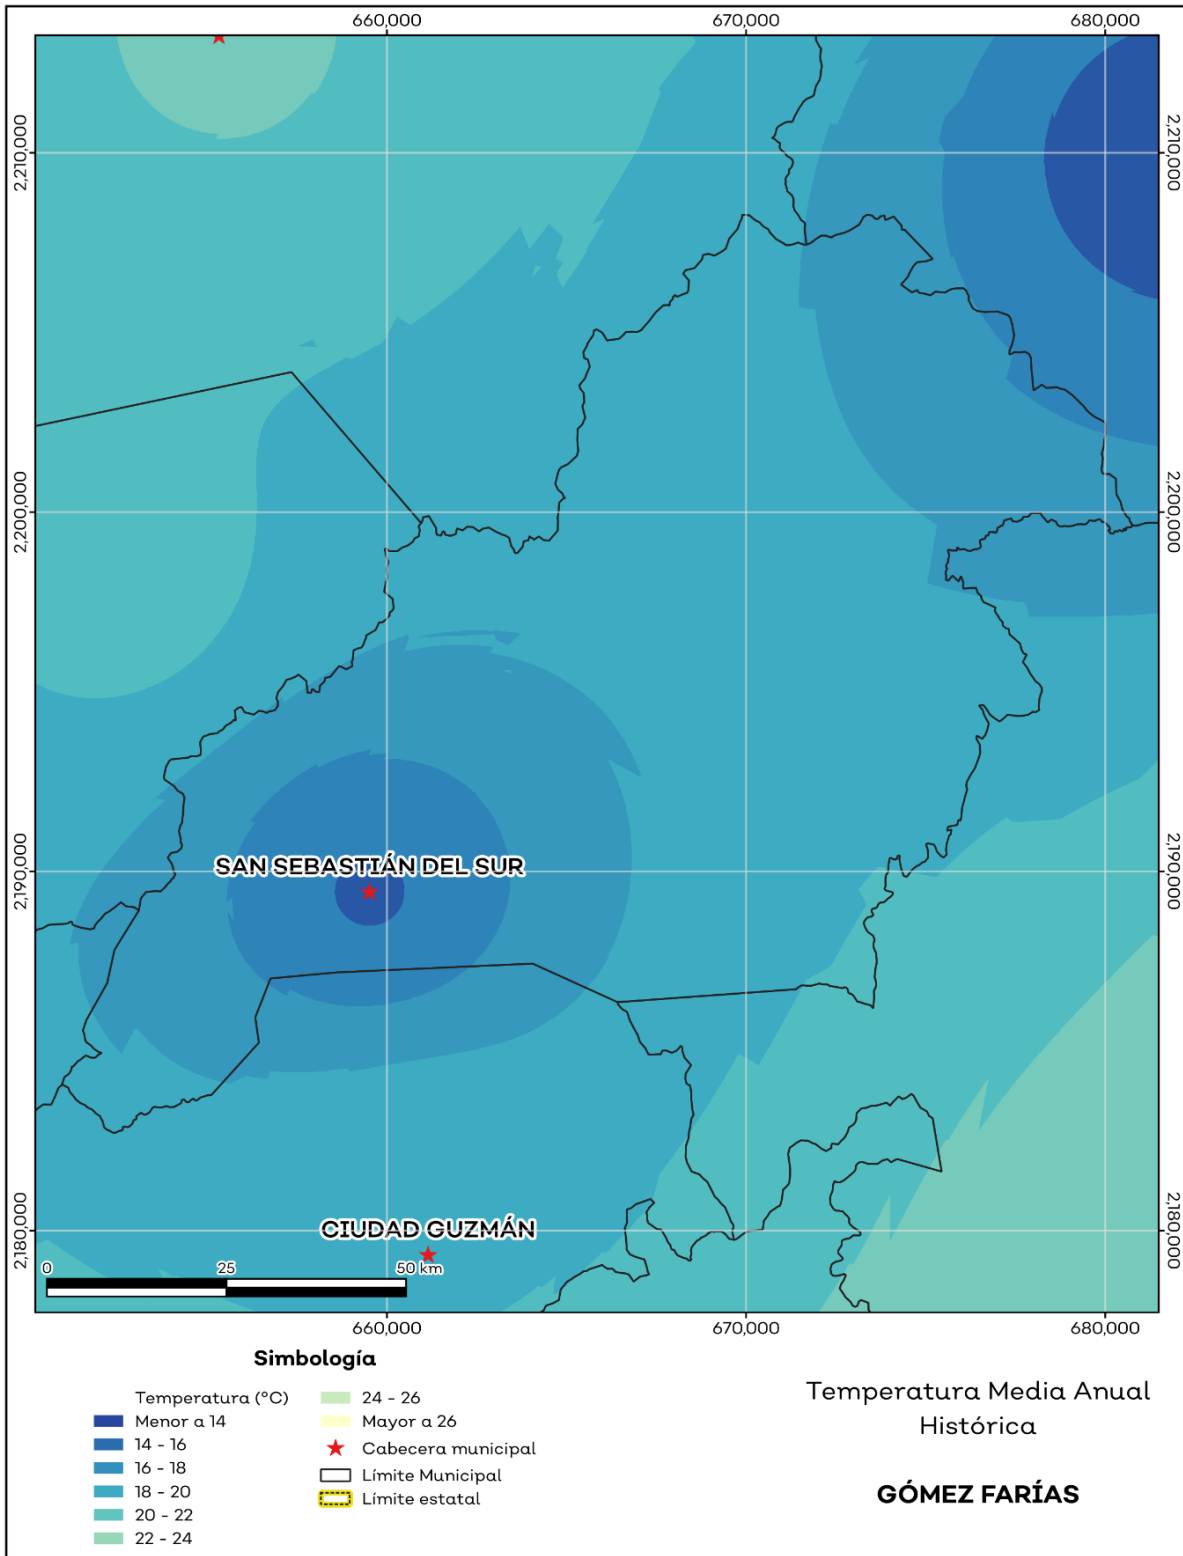 660,000
670,000
680,000
2,210,000
2,210,000
2,200,000
2,200,000
SAN SEBASTIÁN DEL SUR
2,190,000
2,190,000
CIUDAD GUZMÁN
2,180,000
2,180,000
0
25
50 km
660,000
670,000
680,000
Simbología
Temperatura (°C)
Menor a 14
14 - 16
16 - 18
18 - 20
20 - 22
22 - 24
24 - 26
Mayor a 26
Cabecera municipal
Límite Municipal
Límite estatal
Temperatura Media Anual
Histórica
GÓMEZ FARÍAS